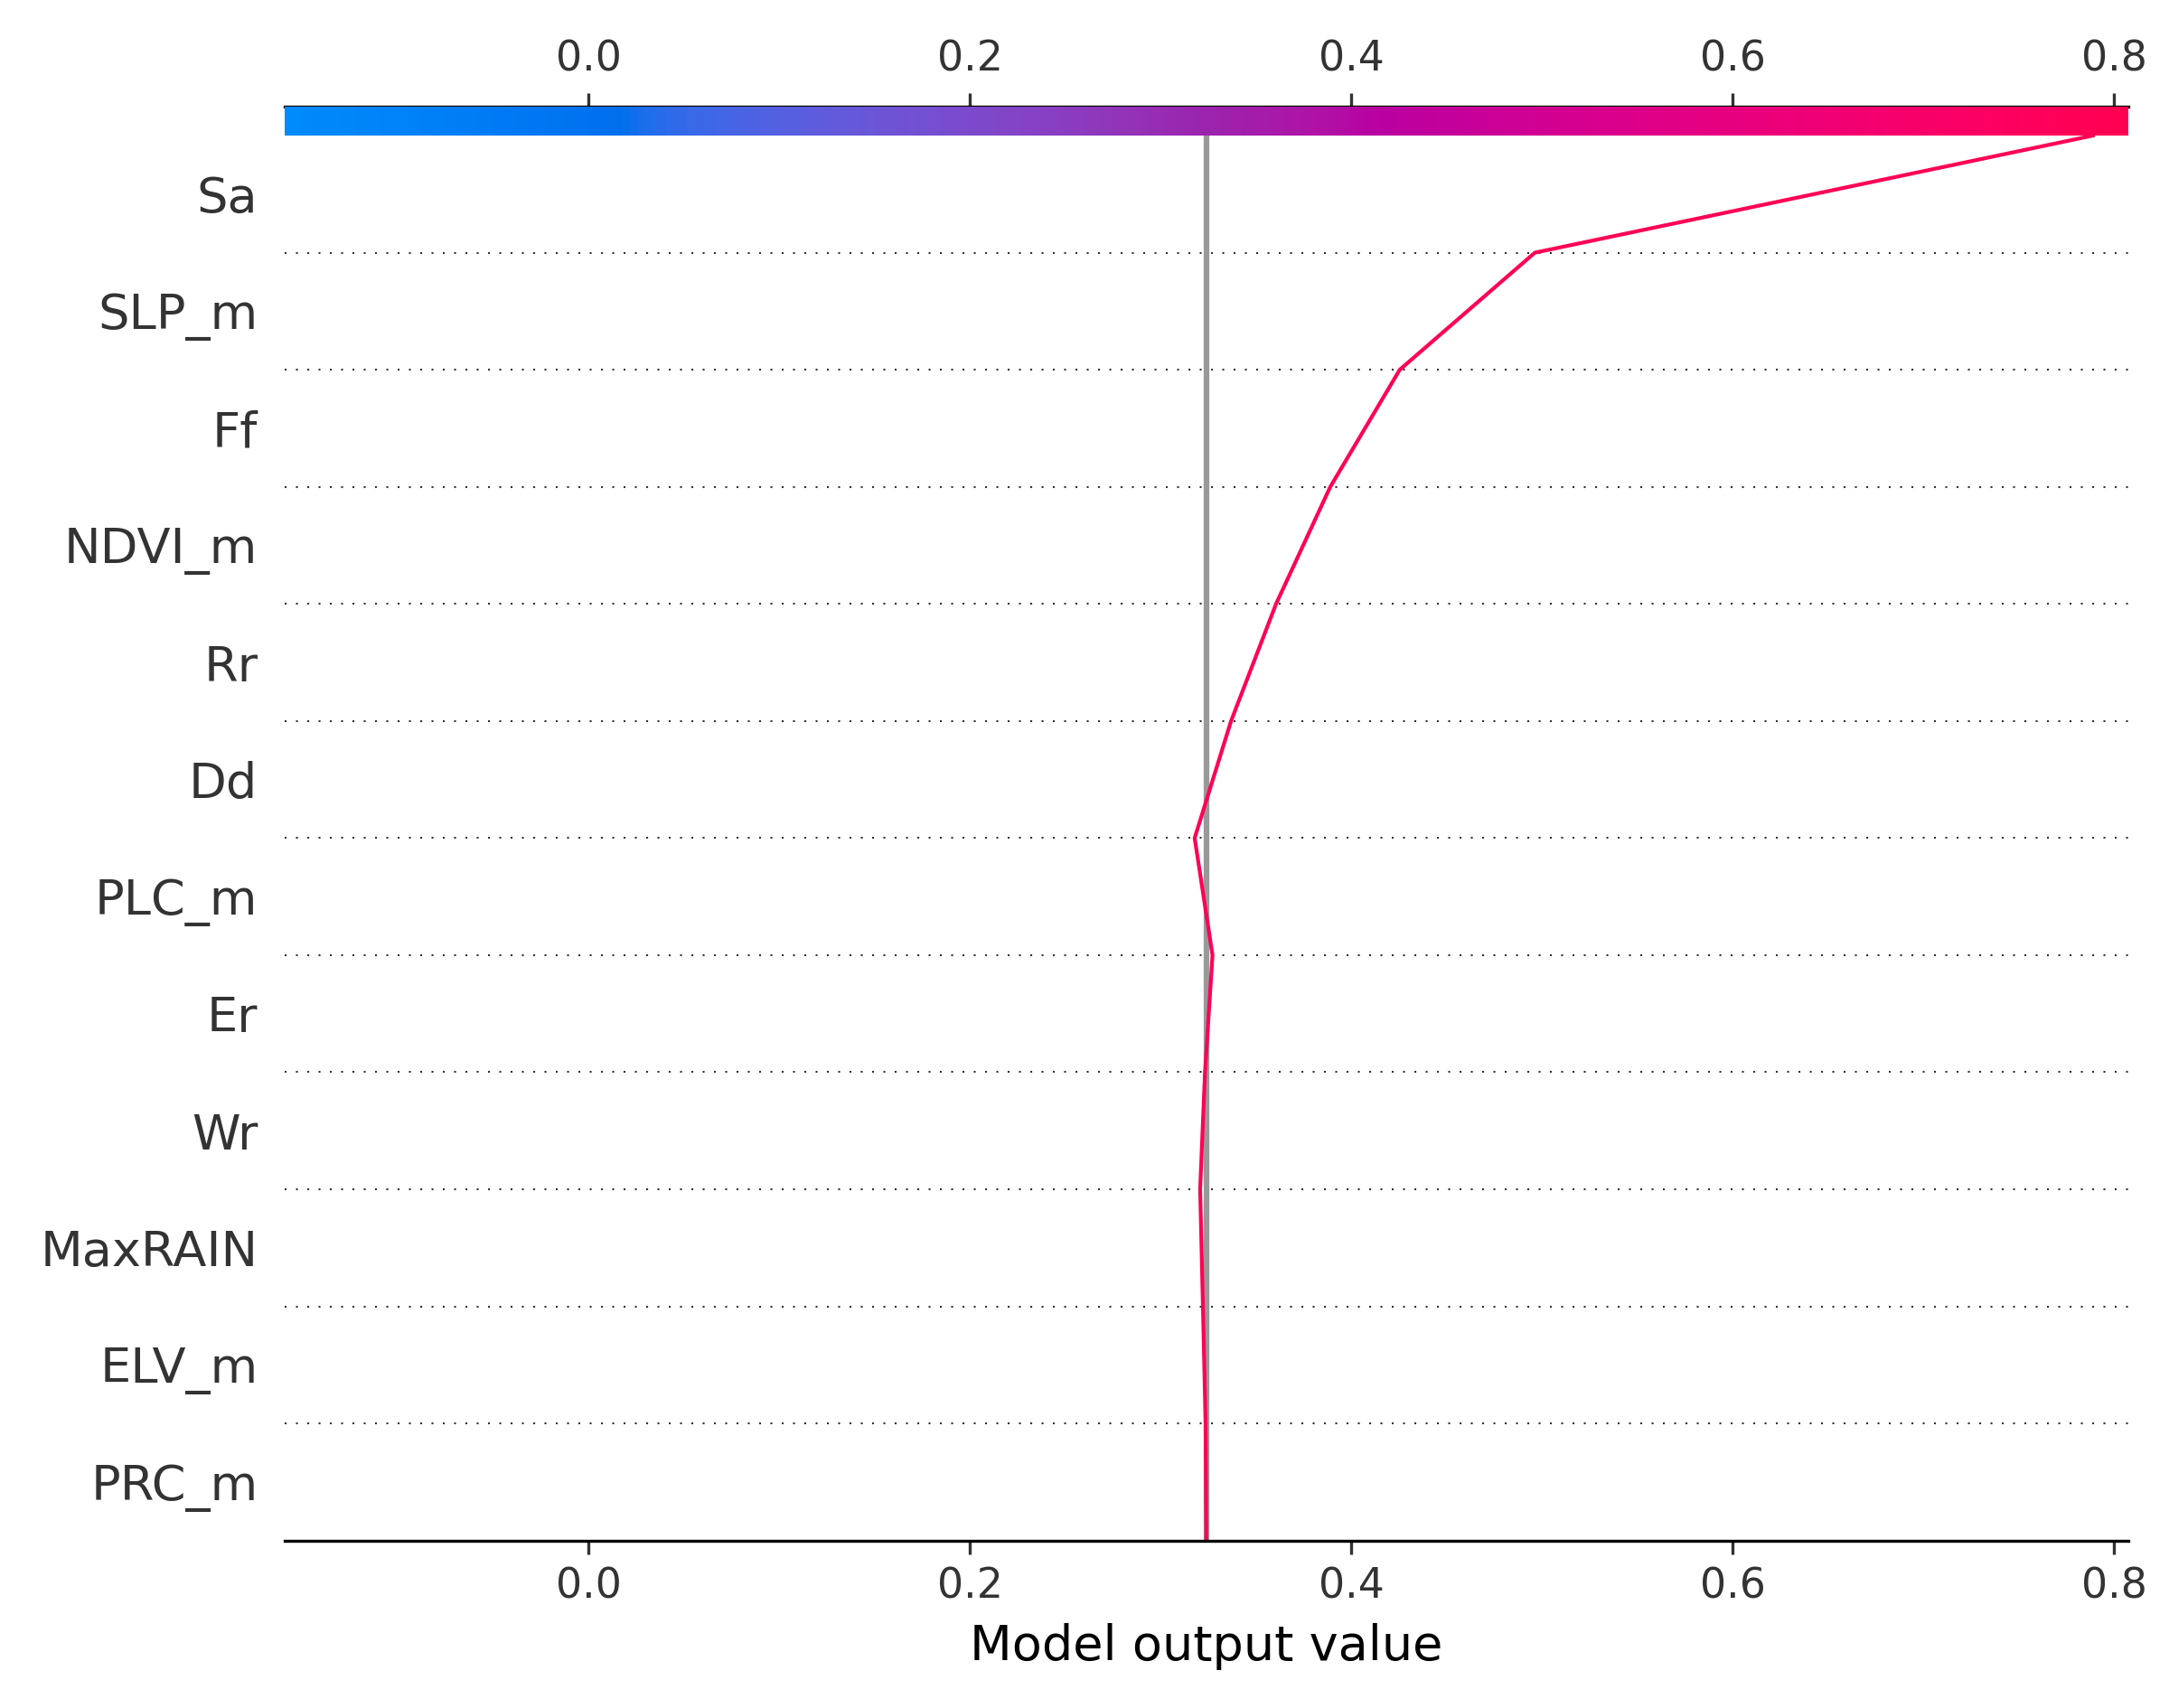 0.0 0.2 0.4 0.6 0.8
Sa
SLP_m
Ff
NDVI_m
Rr
Dd
PLC_m
Er
Wr
MaxRAIN
ELV_m
PRC_m
0.0 0.2 0.4 0.6 0.8
Model output value